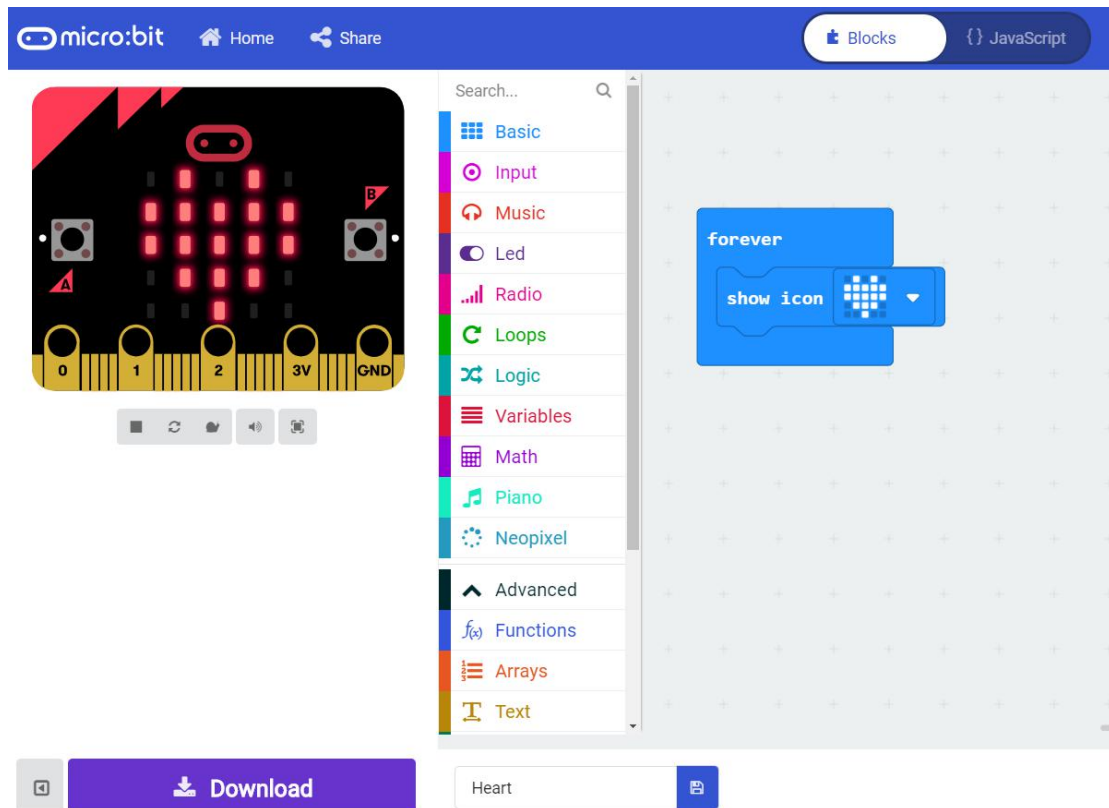 micro:bit Home Share Blocks {} JavaScript
Search...
Basic
Input
Music
Led
Radio
Loops
Logic
Variables
Math
Piano
Neopixel
Advanced
f(x) Functions
Arrays
Text
B
A
0 1 2 3V GND
forever
show icon
Download
Heart